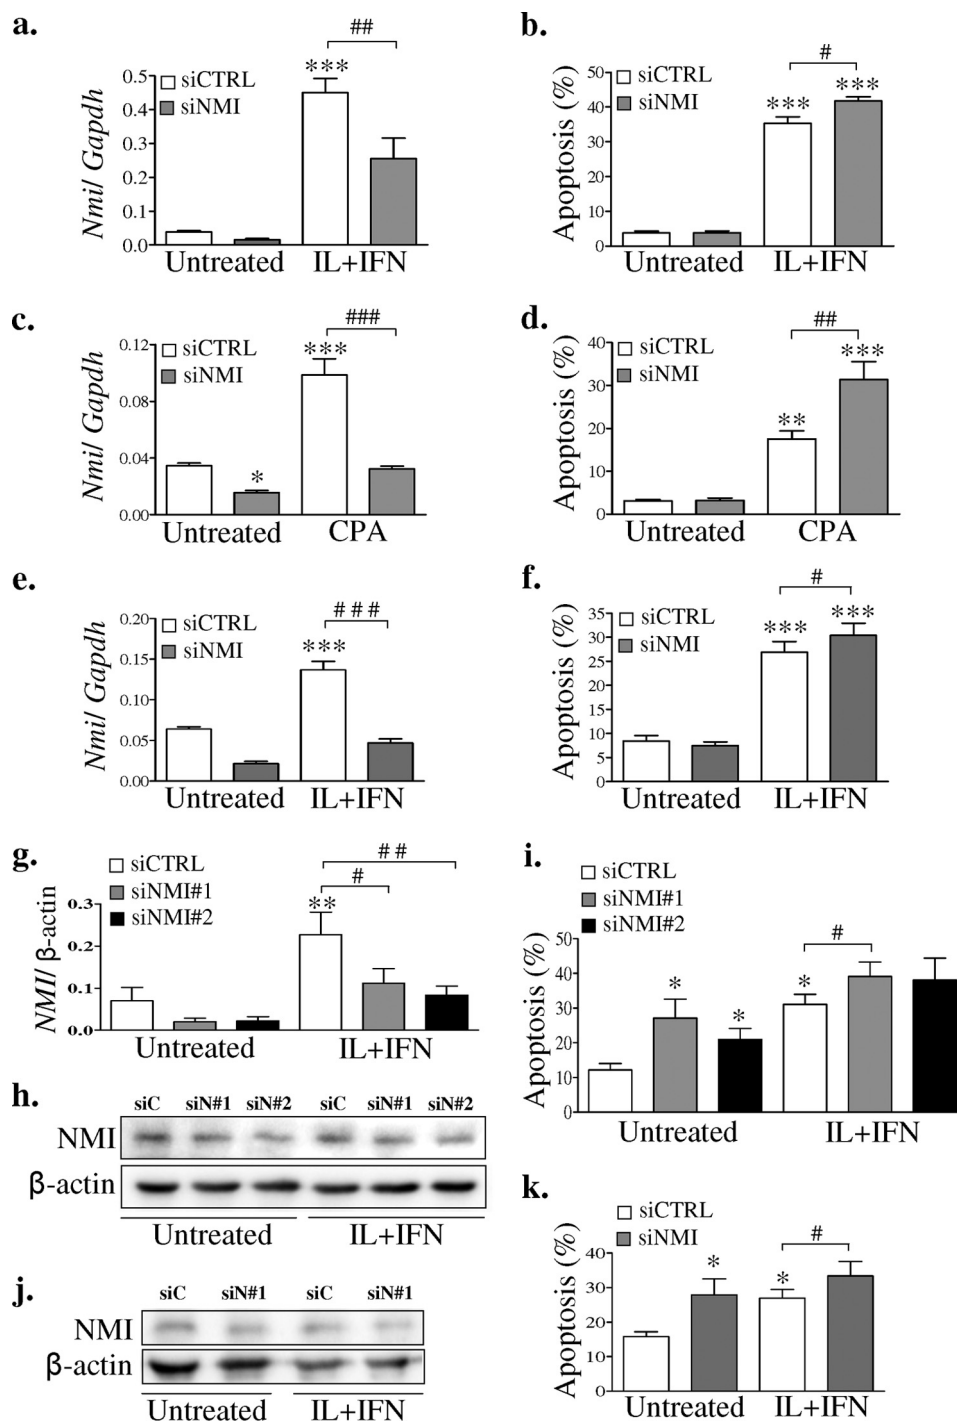 a.
##
***
siCTRL
siNMI
Nmi/ Gapdh
0.5
0.4
0.3
0.2
0.1
0.0
Untreated IL+IFN
b.
#
*** ***
siCTRL
siNMI
Apoptosis (%)
50
40
30
20
10
0
Untreated IL+IFN
c.
###
***
*
siCTRL
siNMI
Nmi/ Gapdh
0.12
0.08
0.04
0.00
Untreated CPA
d.
##
***
**
siCTRL
siNMI
Apoptosis (%)
40
30
20
10
0
Untreated CPA
e.
# # #
***
siCTRL
siNMI
Nmi/ Gapdh
0.20
0.15
0.10
0.05
0.00
Untreated IL+IFN
f.
#
*** ***
siCTRL
siNMI
Apoptosis (%)
35
30
25
20
15
10
5
0
Untreated IL+IFN
g.
# #
#
**
siCTRL
siNMI#1
siNMI#2
NMI/ β-actin
0.3
0.2
0.1
0.0
Untreated IL+IFN
h.
siC siN#1 siN#2 siC siN#1 siN#2
NMI
β-actin
Untreated IL+IFN
i.
siCTRL
siNMI#1
siNMI#2
#
* * *
Apoptosis (%)
50
40
30
20
10
0
Untreated IL+IFN
j.
siC siN#1 siC siN#1
NMI
β-actin
Untreated IL+IFN
k.
siCTRL
siNMI
#
* *
Apoptosis (%)
40
30
20
10
0
Untreated IL+IFN